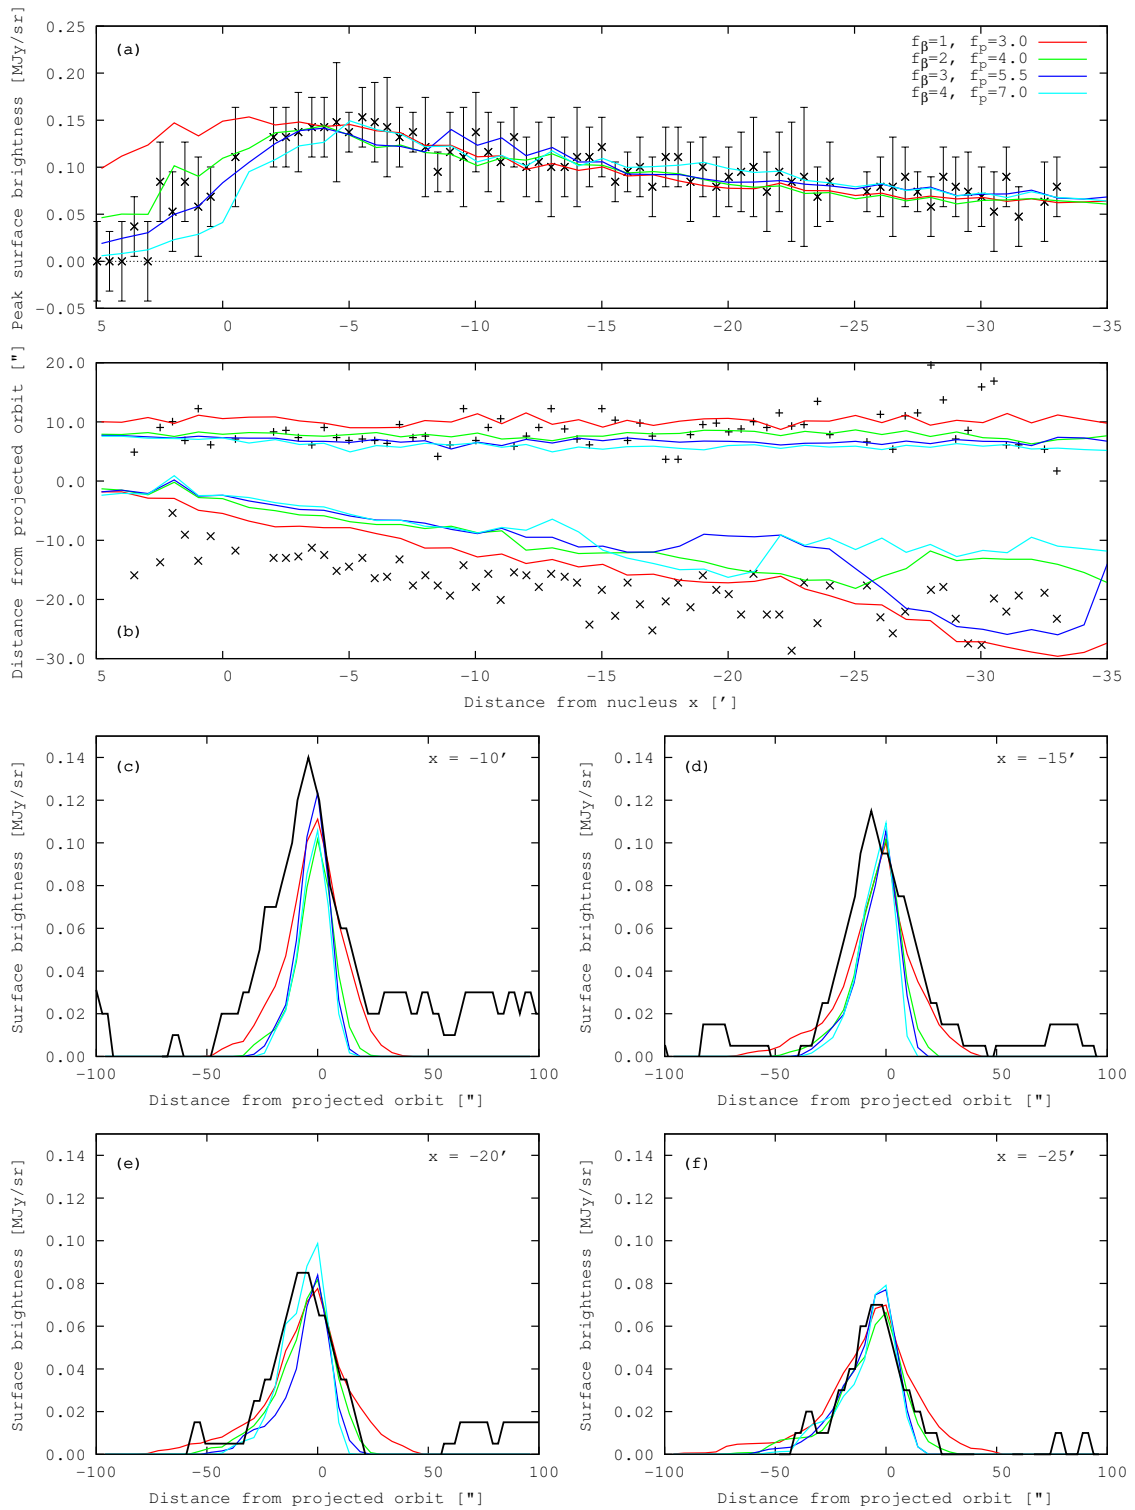 Peak surface brightness [MJy/sr]
0.25
0.20
0.15
0.10
0.05
0.00
−0.05
(a)
f_β=1, f_p=3.0
f_β=2, f_p=4.0
f_β=3, f_p=5.5
f_β=4, f_p=7.0
5 0 −5 −10 −15 −20 −25 −30 −35
Distance from projected orbit ["]
20.0
10.0
0.0
−10.0
−20.0
−30.0
(b)
5 0 −5 −10 −15 −20 −25 −30 −35
Distance from nucleus x [′]
Surface brightness [MJy/sr]
0.14
0.12
0.10
0.08
0.06
0.04
0.02
0.00
(c)
x = −10′
−100 −50 0 50 100
Distance from projected orbit ["]
Surface brightness [MJy/sr]
0.14
0.12
0.10
0.08
0.06
0.04
0.02
0.00
(d)
x = −15′
−100 −50 0 50 100
Distance from projected orbit ["]
Surface brightness [MJy/sr]
0.14
0.12
0.10
0.08
0.06
0.04
0.02
0.00
(e)
x = −20′
−100 −50 0 50 100
Distance from projected orbit ["]
Surface brightness [MJy/sr]
0.14
0.12
0.10
0.08
0.06
0.04
0.02
0.00
(f)
x = −25′
−100 −50 0 50 100
Distance from projected orbit ["]